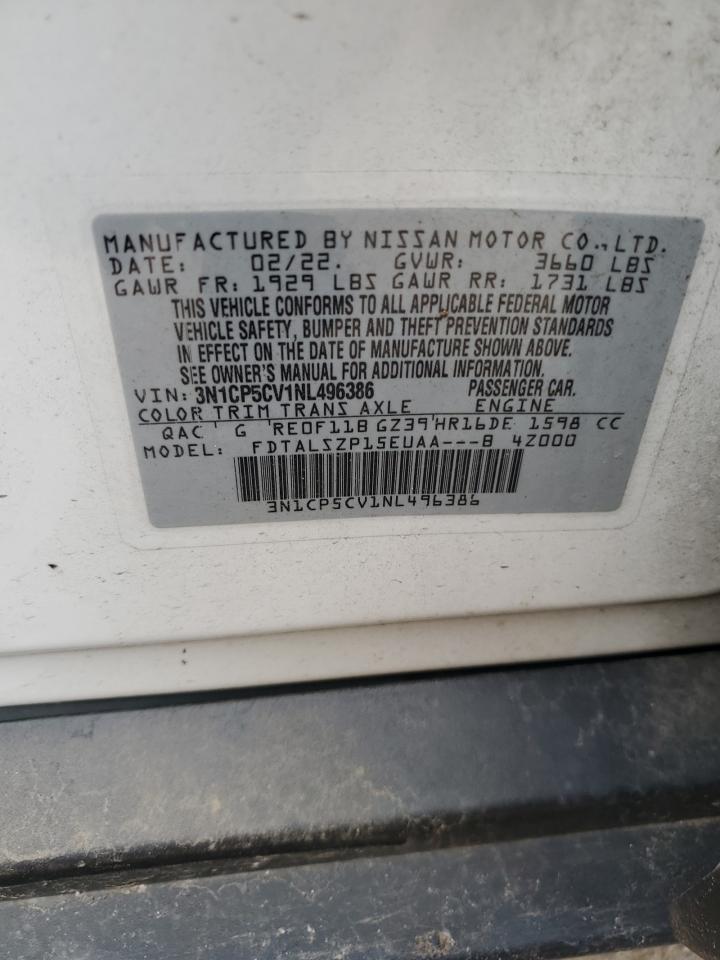 MANUFACTURED BY NISSAN MOTOR CO., LTD.
DATE: 02/22. GVWR: 3660 LBS
GAWR FR: 1929 LBS GAWR RR: 1731 LBS
THIS VEHICLE CONFORMS TO ALL APPLICABLE FEDERAL MOTOR
VEHICLE SAFETY, BUMPER AND THEFT PREVENTION STANDARDS
IN EFFECT ON THE DATE OF MANUFACTURE SHOWN ABOVE.
SEE OWNER'S MANUAL FOR ADDITIONAL INFORMATION.
VIN: 3N1CP5CV1NL496386 PASSENGER CAR.
COLOR TRIM TRANS AXLE ENGINE
QAC G RE0F11B GZ39 HR16DE 1598 CC
MODEL: FDTALSZP15EUAA---B 4Z000
3N1CP5CV1NL496386